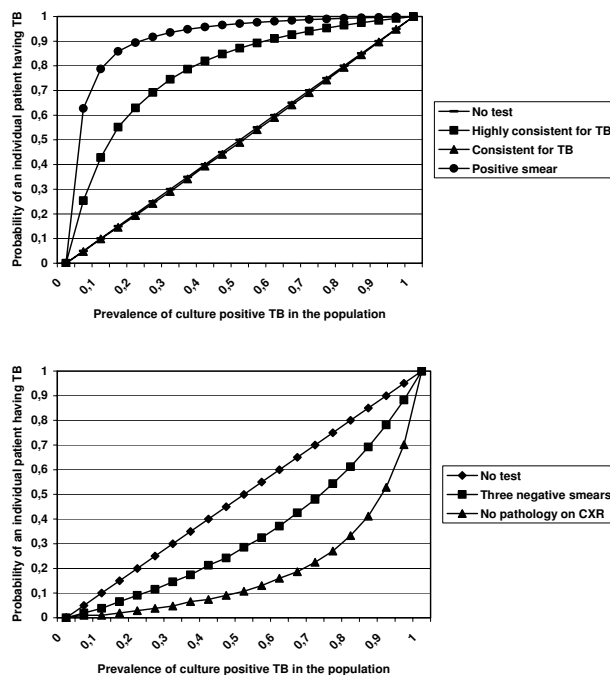 Probability of an individual patient having TB
1
0,9
0,8
0,7
0,6
0,5
0,4
0,3
0,2
0,1
0
0 0,1 0,2 0,3 0,4 0,5 0,6 0,7 0,8 0,9 1
Prevalence of culture positive TB in the population
No test
Highly consistent for TB
Consistent for TB
Positive smear
Probability of an individual patient having TB
1
0,9
0,8
0,7
0,6
0,5
0,4
0,3
0,2
0,1
0
0 0,1 0,2 0,3 0,4 0,5 0,6 0,7 0,8 0,9 1
Prevalence of culture positive TB in the population
No test
Three negative smears
No pathology on CXR